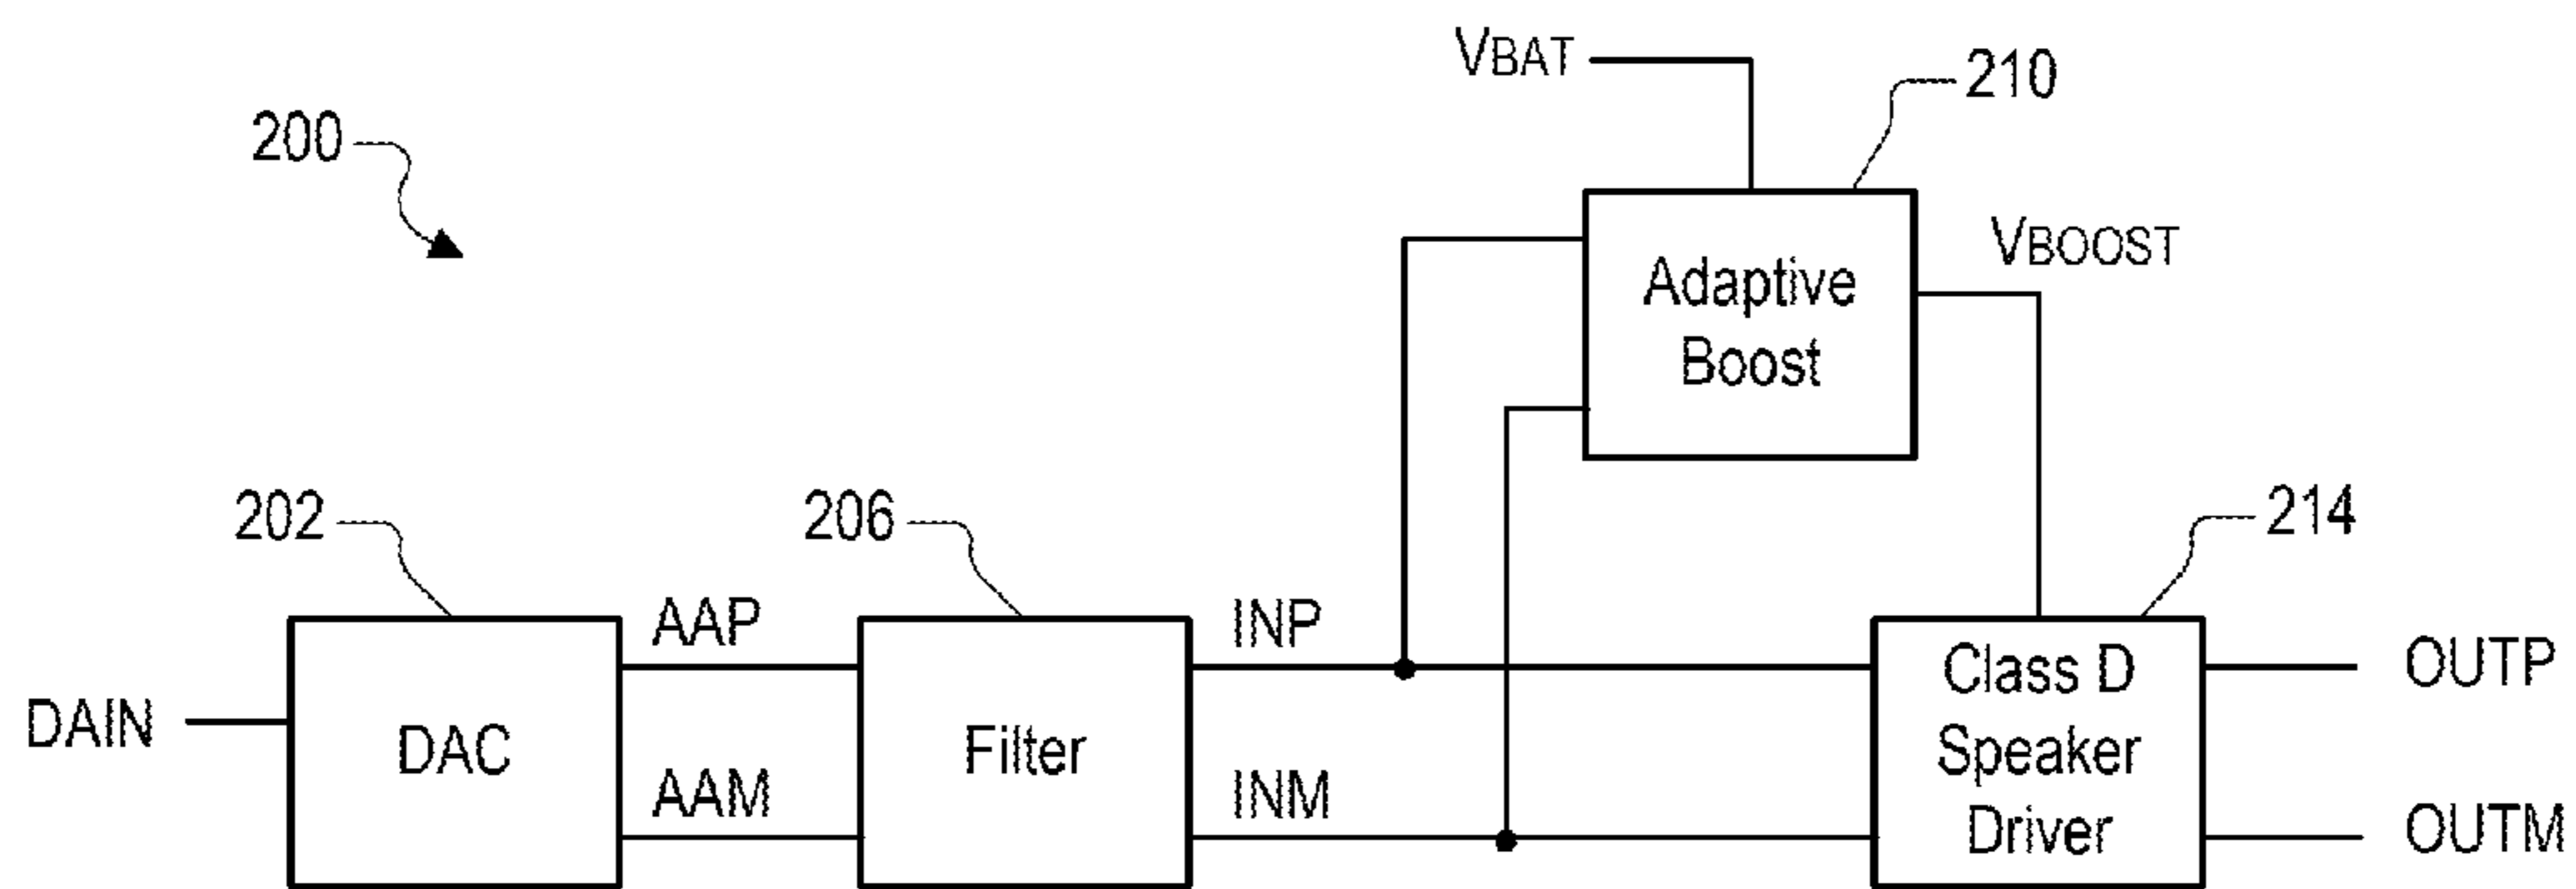 VBAT
210
200
Adaptive
Boost
VBOOST
202
206
214
DAIN
DAC
AAP
AAM
Filter
INP
INM
Class D
Speaker
Driver
OUTP
OUTM